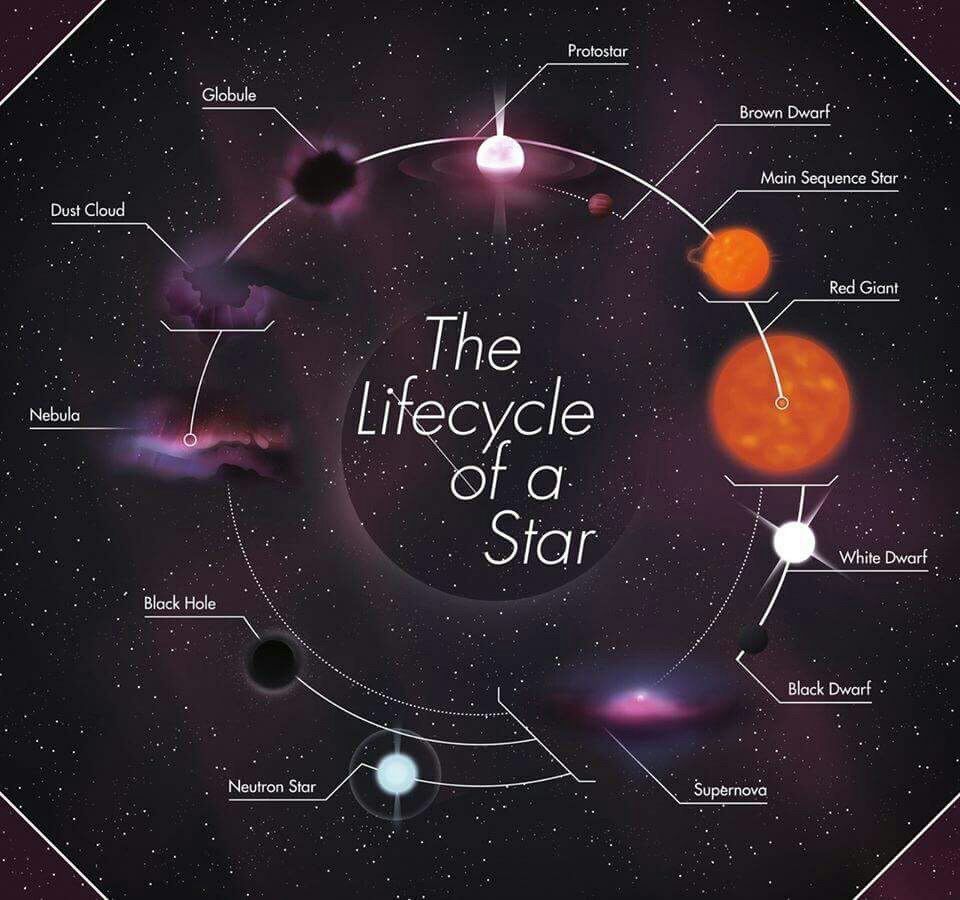 Protostar
Globule
Brown Dwarf
Main Sequence Star
Dust Cloud
Red Giant
The
Lifecycle
of a
Star
Nebula
White Dwarf
Black Hole
Black Dwarf
Neutron Star
Supernova